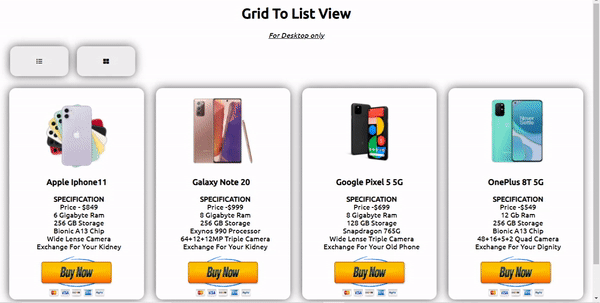 Grid To List View
For Desktop only
Apple Iphone11
SPECIFICATION
Price - $849
6 Gigabyte Ram
256 GB Storage
Bionic A13 Chip
Wide Lense Camera
Exchange For Your Kidney
Buy Now
Galaxy Note 20
SPECIFICATION
Price -$999
8 Gigabyte Ram
256 GB Storage
Exynos 990 Processor
64+12+12MP Triple Camera
Exchange For Your Kidney
Buy Now
Google Pixel 5 5G
SPECIFICATION
Price -$699
8 Gigabyte Ram
128 GB Storage
Snapdragon 765G
Wide Lense Triple Camera
Exchange For Your Old Phone
Buy Now
OnePlus 8T 5G
SPECIFICATION
Price -$549
12 Gb Ram
256 GB Storage
Bionic A13 Chip
48+16+5+2 Quad Camera
Exchange For Your Dignity
Buy Now